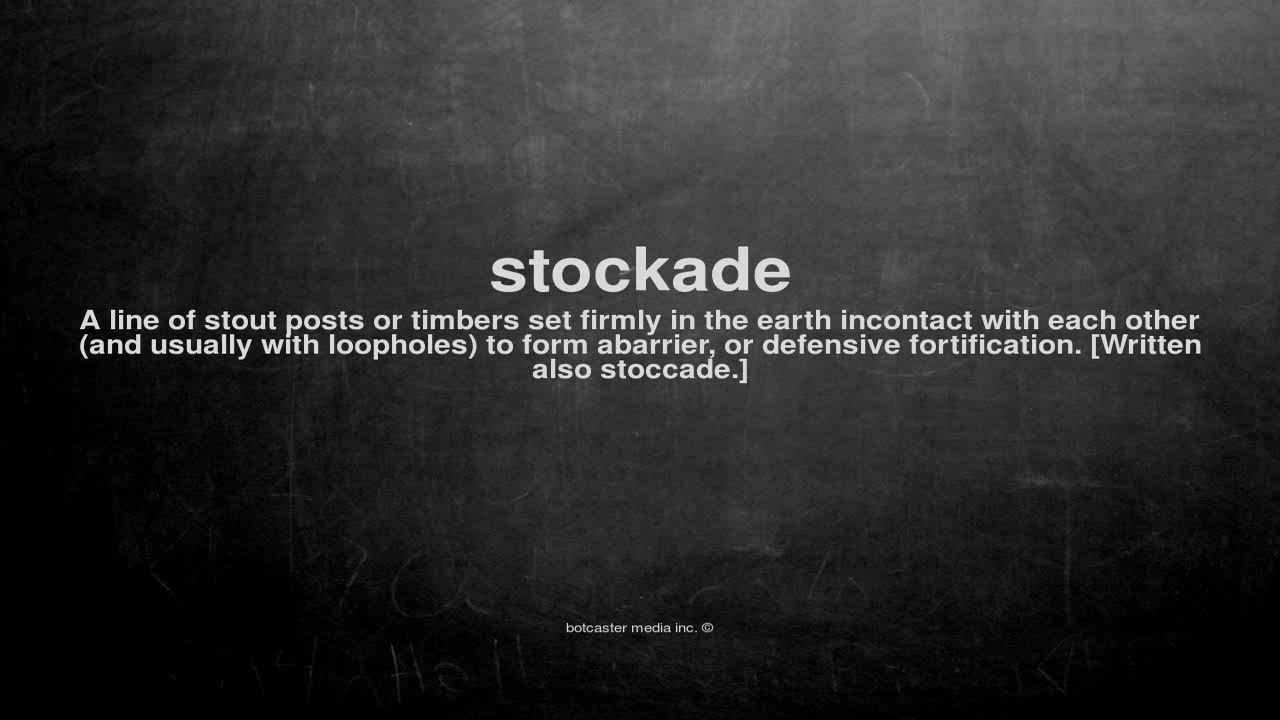 stockade
A line of stout posts or timbers set firmly in the earth incontact with each other
(and usually with loopholes) to form abarrier, or defensive fortification. [Written
also stoccade.]
botcaster media inc. ©